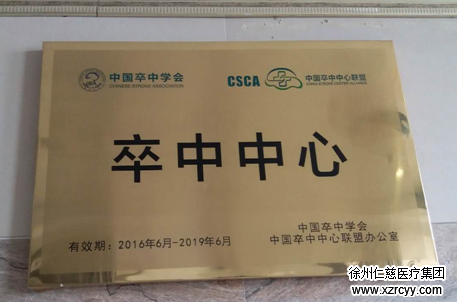 中国卒中学会
CHINESE STROKE ASSOCIATION
CSCA
中国卒中中心联盟
CHINA STROKE CENTER ALLIANCE
卒中中心
有效期：2016年6月-2019年6月
中国卒中学会
中国卒中中心联盟办公室
徐州仁慈医疗集团
www.xzrcyy.com